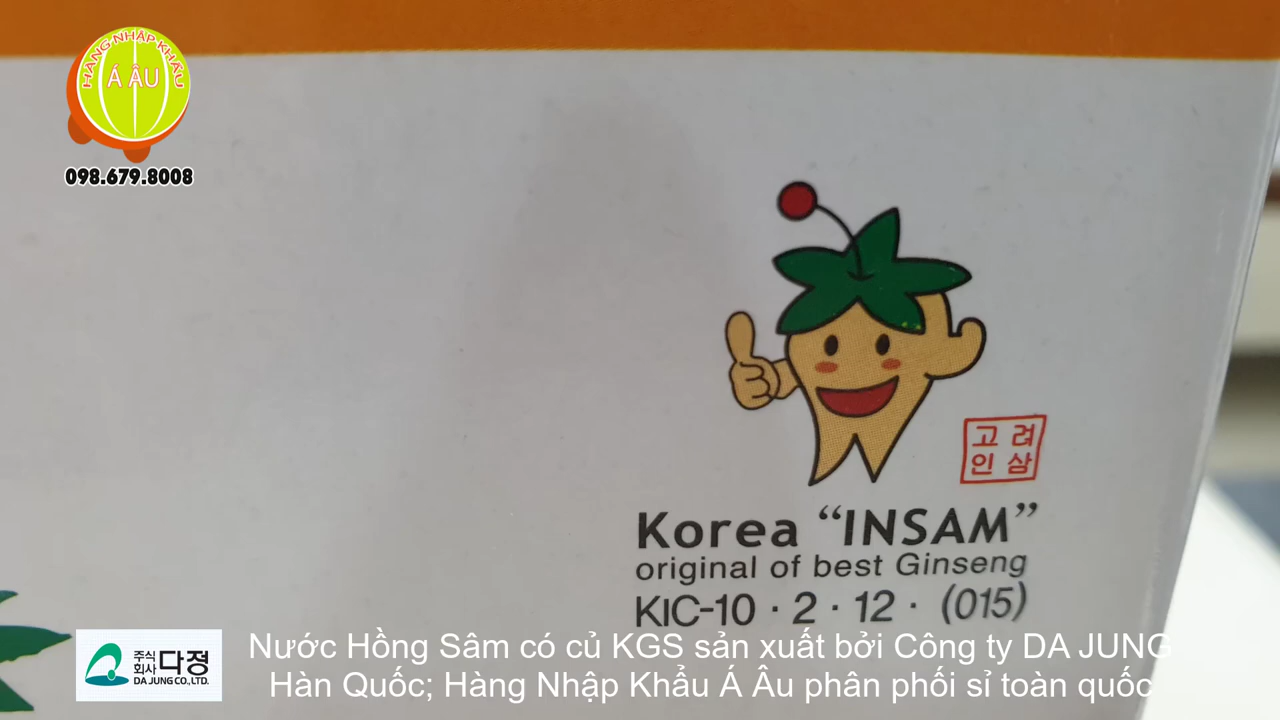 HÀNG NHẬP KHẨU
Á ÂU
098.679.8008
고려
인삼
Korea “INSAM”
original of best Ginseng
KIC-10 · 2 · 12 · (015)
주식
회사
다정
DA JUNG CO.,LTD.
Nước Hồng Sâm có củ KGS sản xuất bởi Công ty DA JUNG
Hàn Quốc; Hàng Nhập Khẩu Á Âu phân phối sỉ toàn quốc